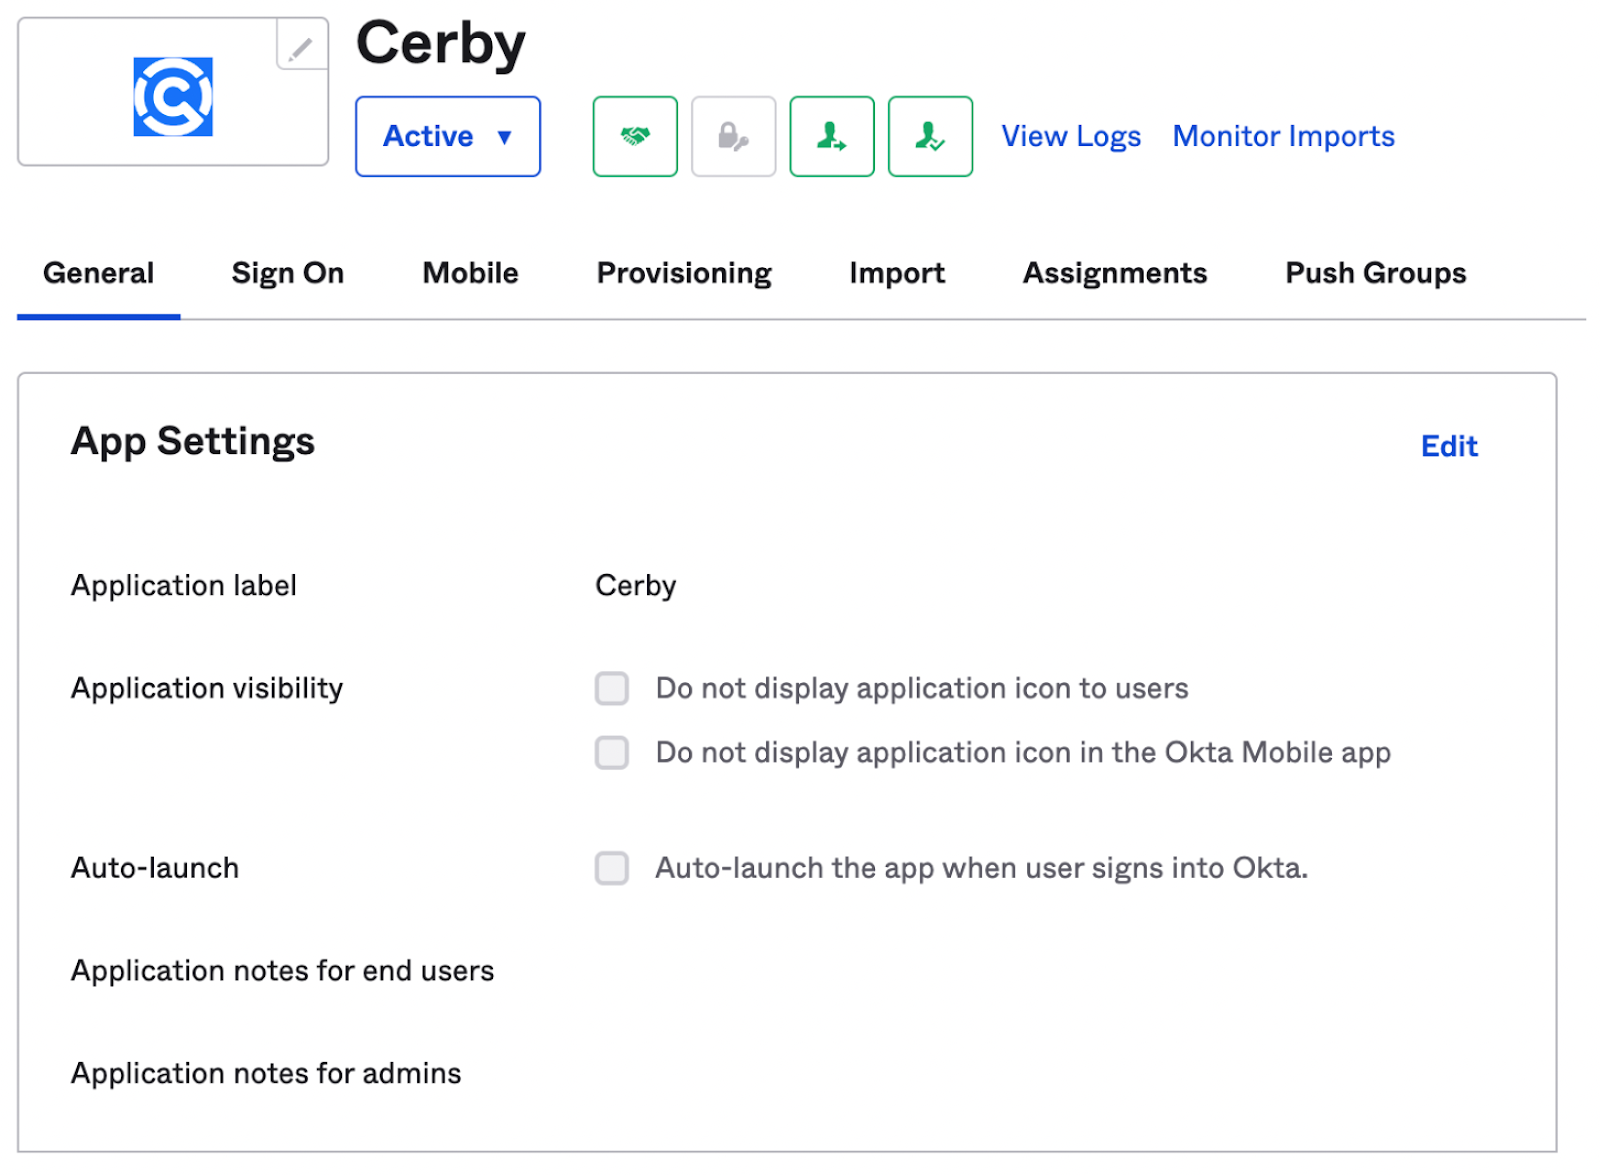 Cerby
Active
View Logs Monitor Imports
General Sign On Mobile Provisioning Import Assignments Push Groups
App Settings
Edit
Application label Cerby
Application visibility Do not display application icon to users
Do not display application icon in the Okta Mobile app
Auto-launch Auto-launch the app when user signs into Okta.
Application notes for end users
Application notes for admins